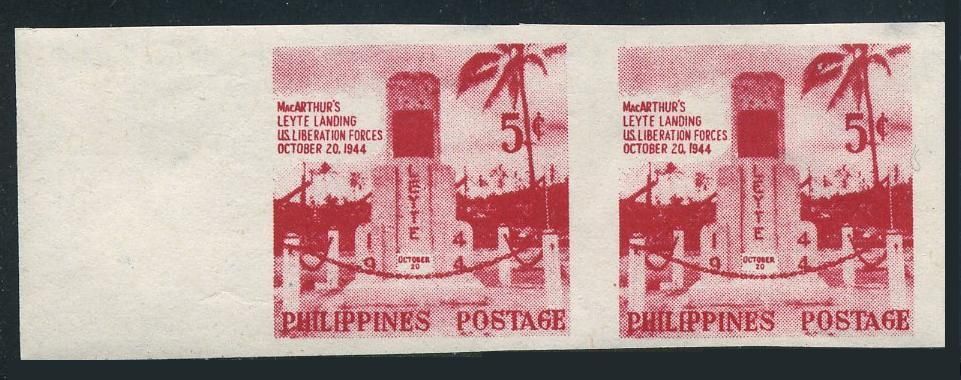 MACARTHUR'S
LEYTE LANDING
U.S. LIBERATION FORCES
OCTOBER 20, 1944
5¢
LEYTE
19 44
OCTOBER
20
PHILIPPINES POSTAGE
MACARTHUR'S
LEYTE LANDING
U.S. LIBERATION FORCES
OCTOBER 20, 1944
5¢
LEYTE
19 44
OCTOBER
20
PHILIPPINES POSTAGE